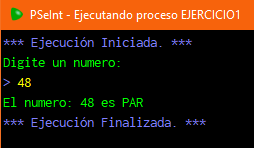 PSeInt - Ejecutando proceso EJERCICIO1
*** Ejecución Iniciada. ***
Digite un numero:
> 48
El numero: 48 es PAR
*** Ejecución Finalizada. ***